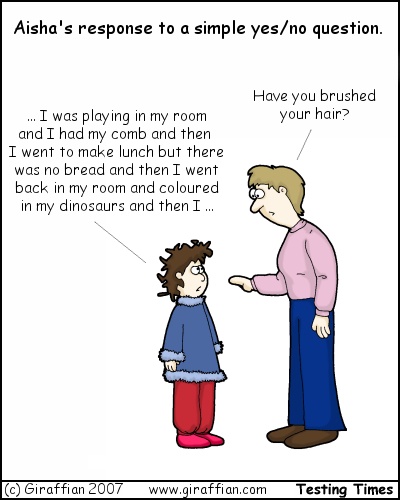 Aisha's response to a simple yes/no question.
Have you brushed
your hair?
... I was playing in my room
and I had my comb and then
I went to make lunch but there
was no bread and then I went
back in my room and coloured
in my dinosaurs and then I ...
(c) Giraffian 2007 www.giraffian.com Testing Times